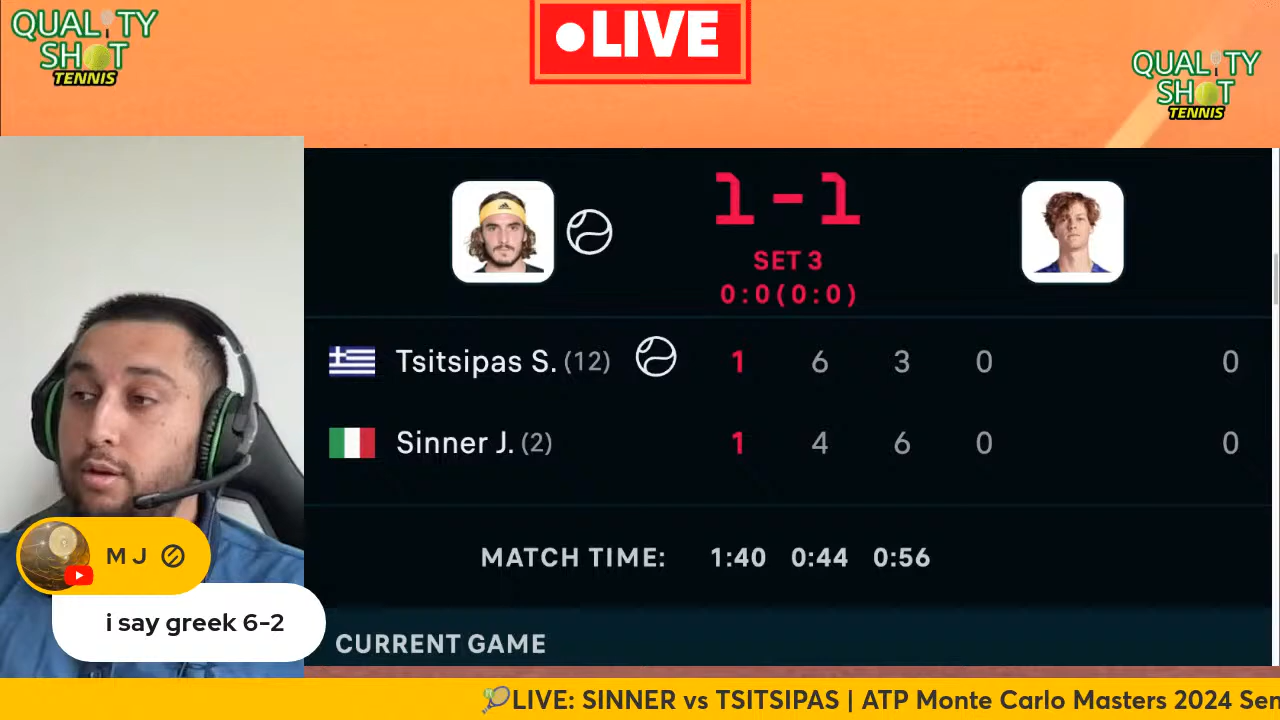 QUALITY
SHOT
TENNIS
LIVE
QUALITY
SHOT
TENNIS
1-1
SET 3
0:0(0:0)
Tsitsipas S. (12) 1 6 3 0 0
Sinner J. (2) 1 4 6 0 0
MATCH TIME: 1:40 0:44 0:56
CURRENT GAME
M J
i say greek 6-2
LIVE: SINNER vs TSITSIPAS | ATP Monte Carlo Masters 2024 Sem